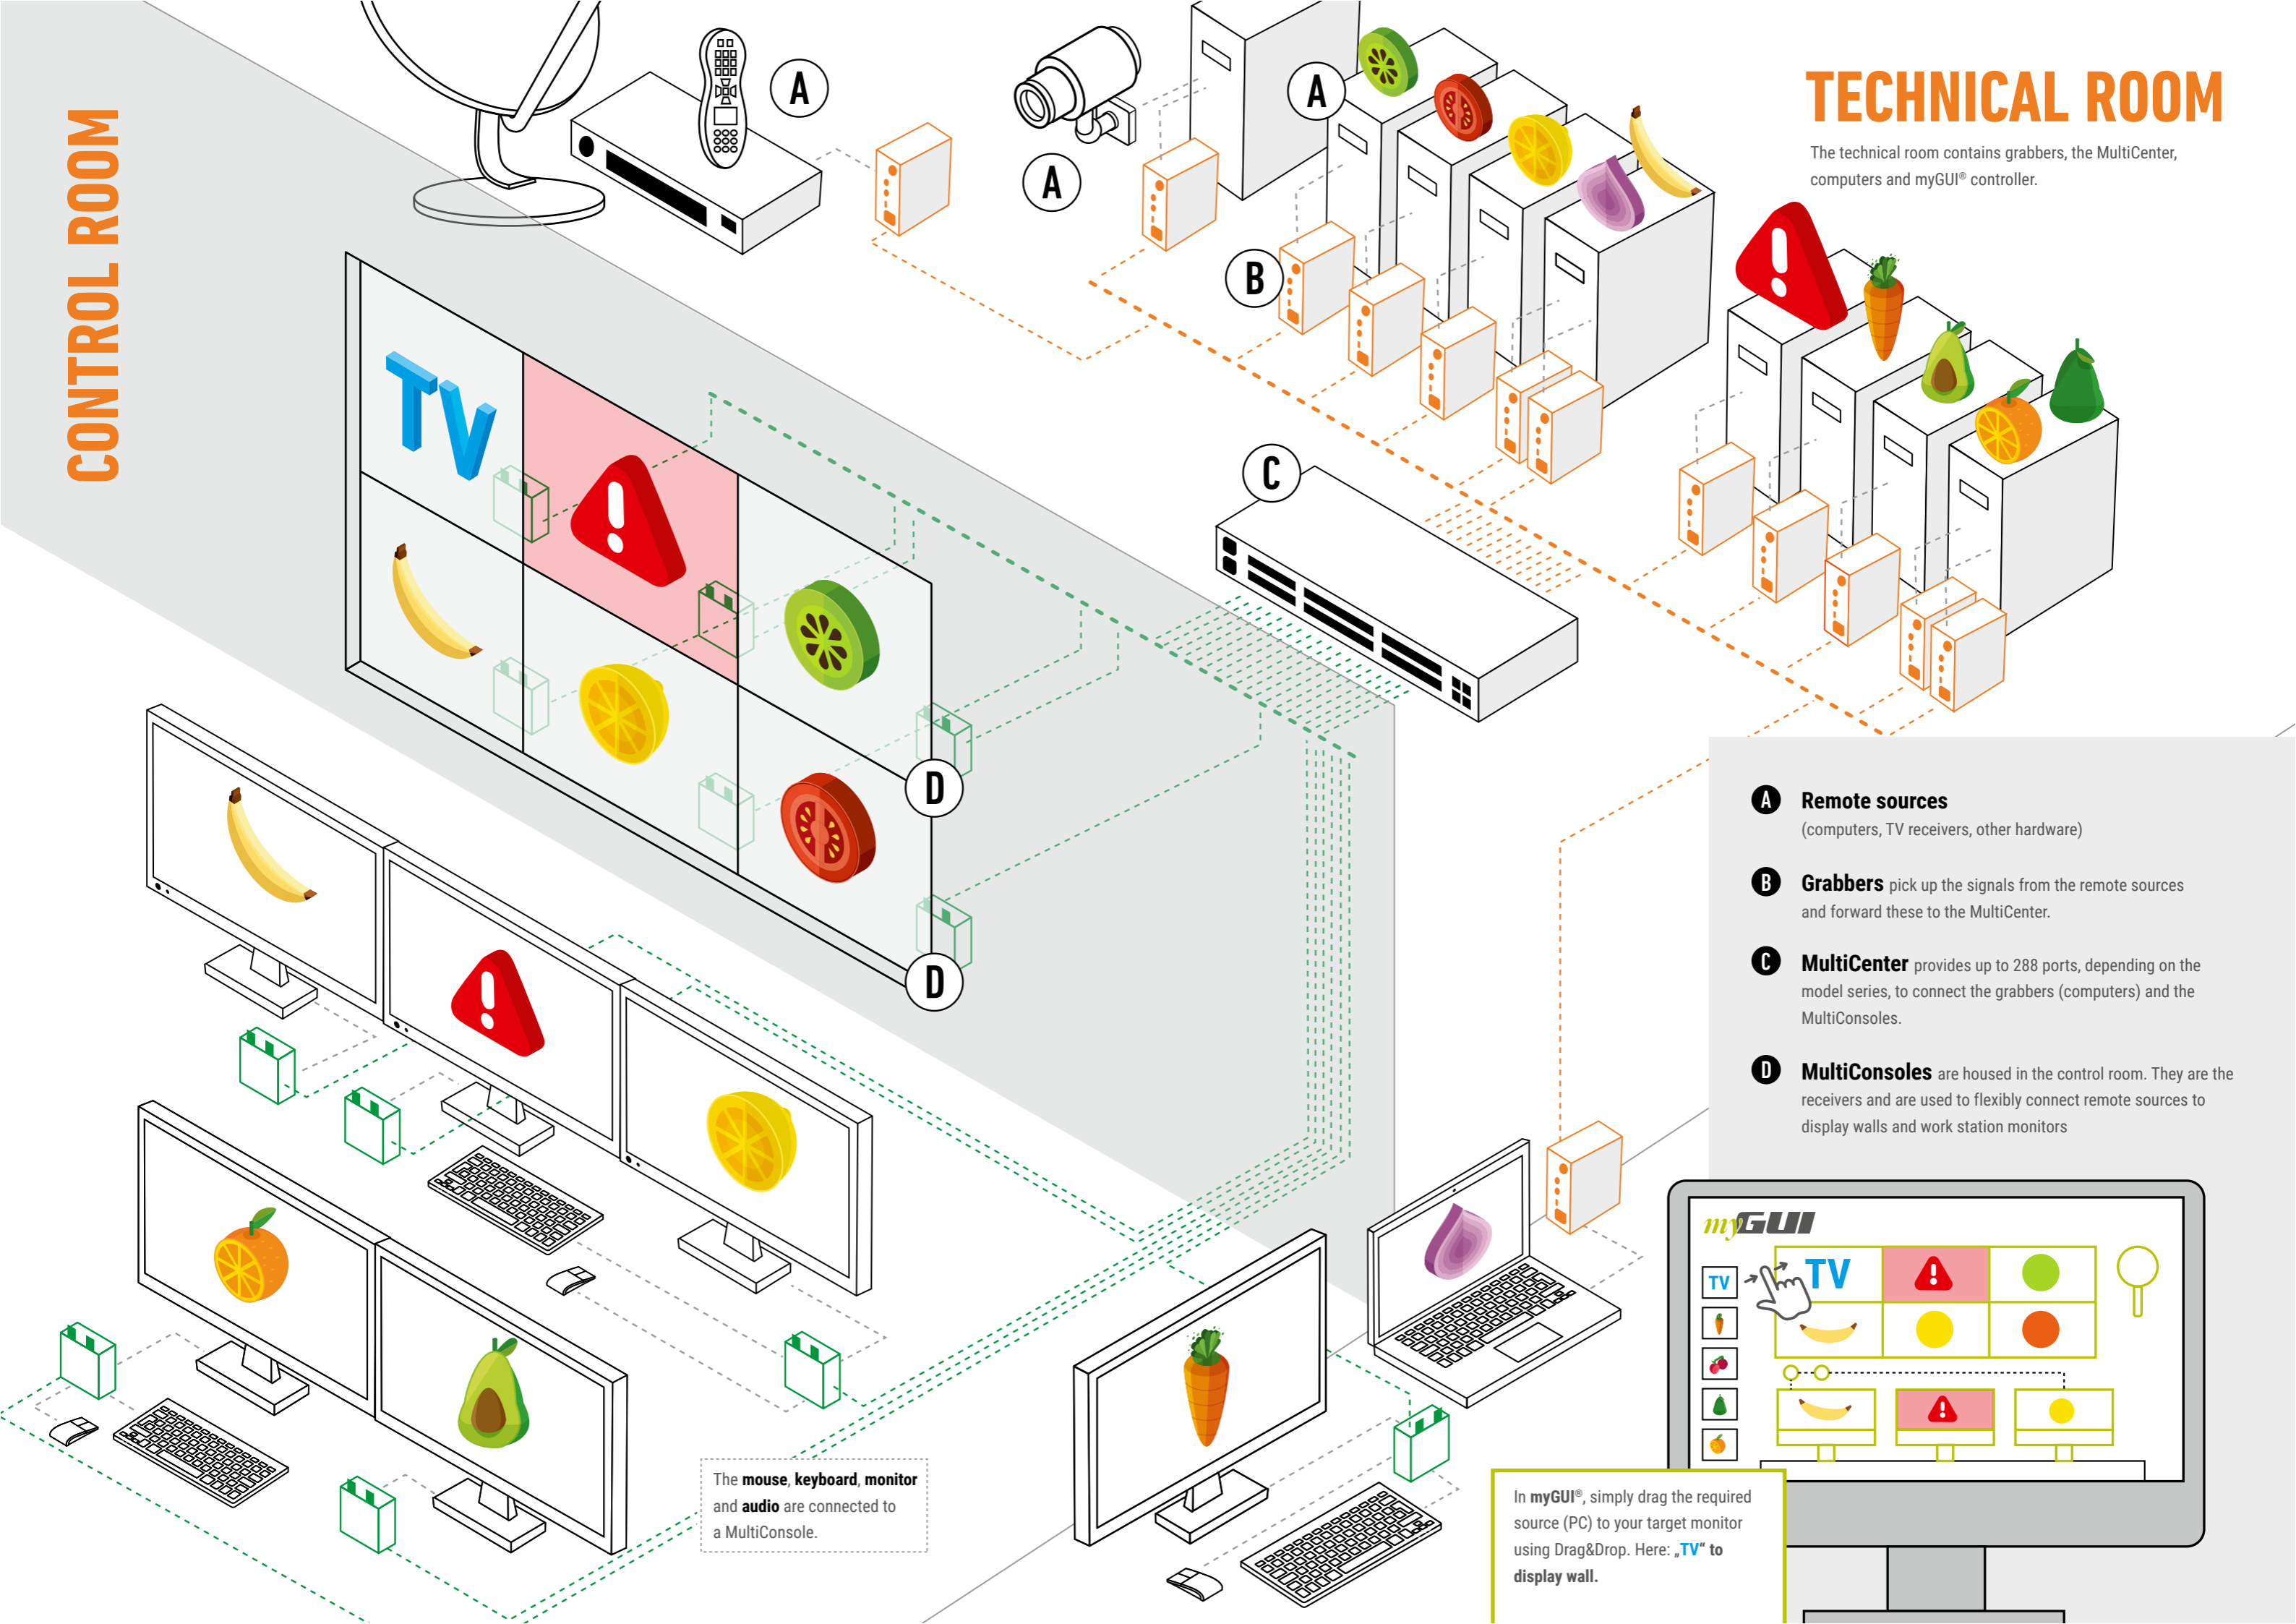 CONTROL ROOM
A
A
A
B
C
D
D
TV
TECHNICAL ROOM
The technical room contains grabbers, the MultiCenter,
computers and myGUI® controller.
A Remote sources
(computers, TV receivers, other hardware)
B Grabbers pick up the signals from the remote sources
and forward these to the MultiCenter.
C MultiCenter provides up to 288 ports, depending on the
model series, to connect the grabbers (computers) and the
MultiConsoles.
D MultiConsoles are housed in the control room. They are the
receivers and are used to flexibly connect remote sources to
display walls and work station monitors
The mouse, keyboard, monitor
and audio are connected to
a MultiConsole.
myGUI
TV
TV
In myGUI®, simply drag the required
source (PC) to your target monitor
using Drag&Drop. Here: „TV“ to
display wall.